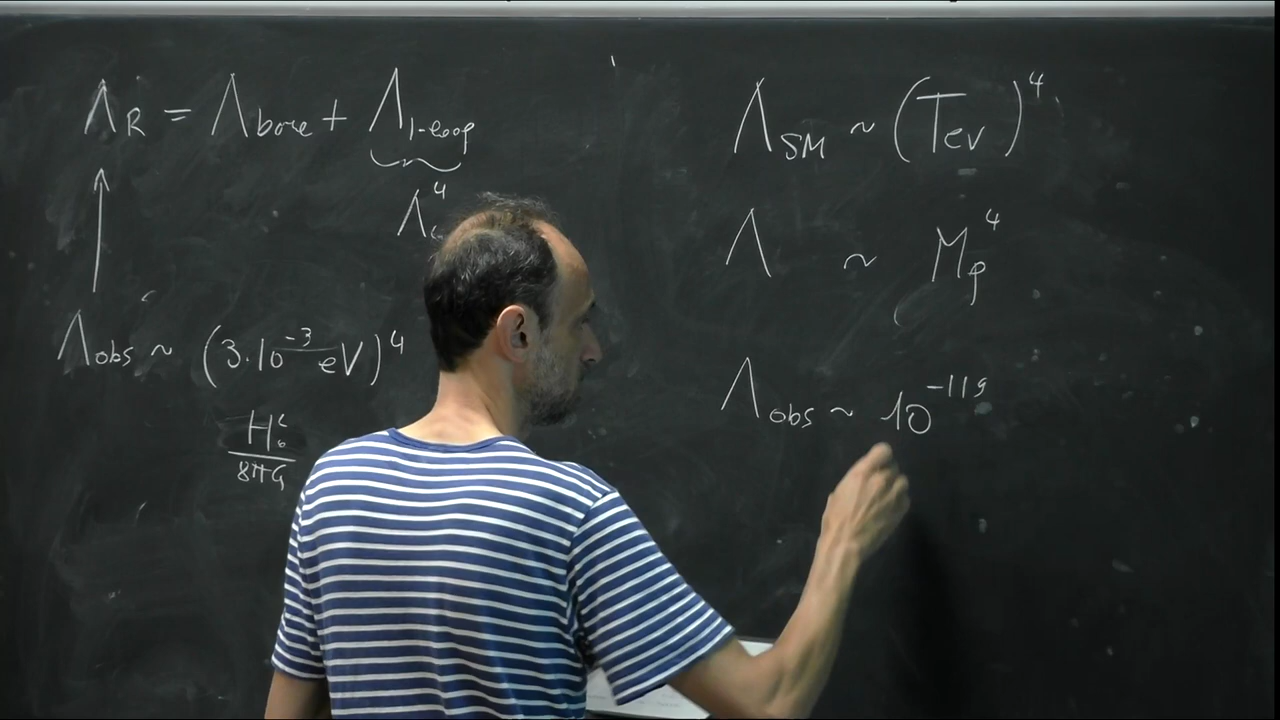 Λ_R = Λ_bare + Λ_1-loop
Λ^4
Λ_obs ~ (3·10^-3 eV)^4
H_0^2 / 8πG
Λ_SM ~ (TeV)^4
Λ ~ M_p^4
Λ_obs ~ 10^-119